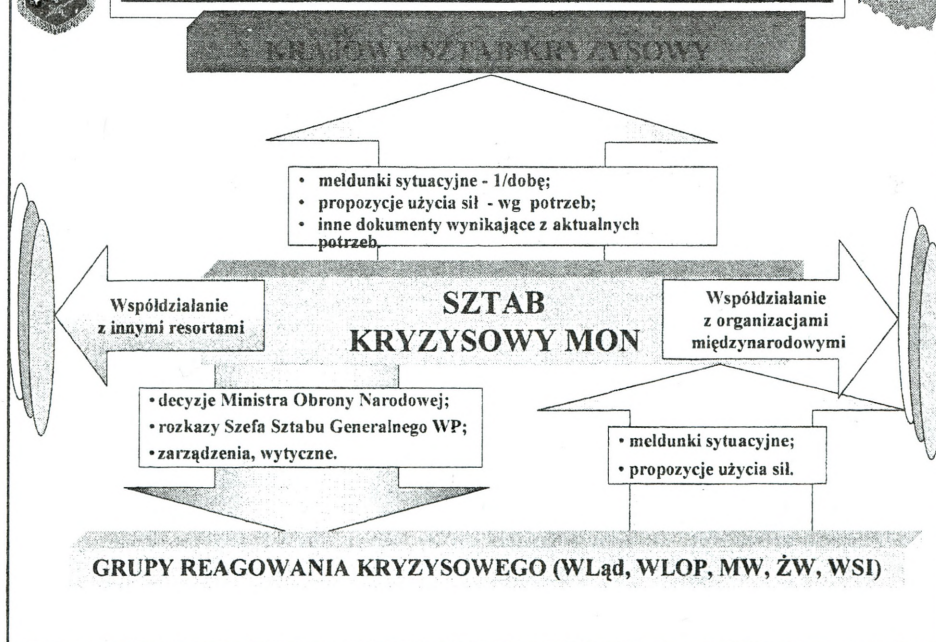 KRAJOWY SZTAB KRYZYSOWY
• meldunki sytuacyjne - 1/dobę;
• propozycje użycia sił - wg potrzeb;
• inne dokumenty wynikające z aktualnych
potrzeb.
Współdziałanie
z innymi resortami
SZTAB
KRYZYSOWY MON
Współdziałanie
z organizacjami
międzynarodowymi
• decyzje Ministra Obrony Narodowej;
• rozkazy Szefa Sztabu Generalnego WP;
• zarządzenia, wytyczne.
• meldunki sytuacyjne;
• propozycje użycia sił.
GRUPY REAGOWANIA KRYZYSOWEGO (WLąd, WLOP, MW, ŻW, WSI)